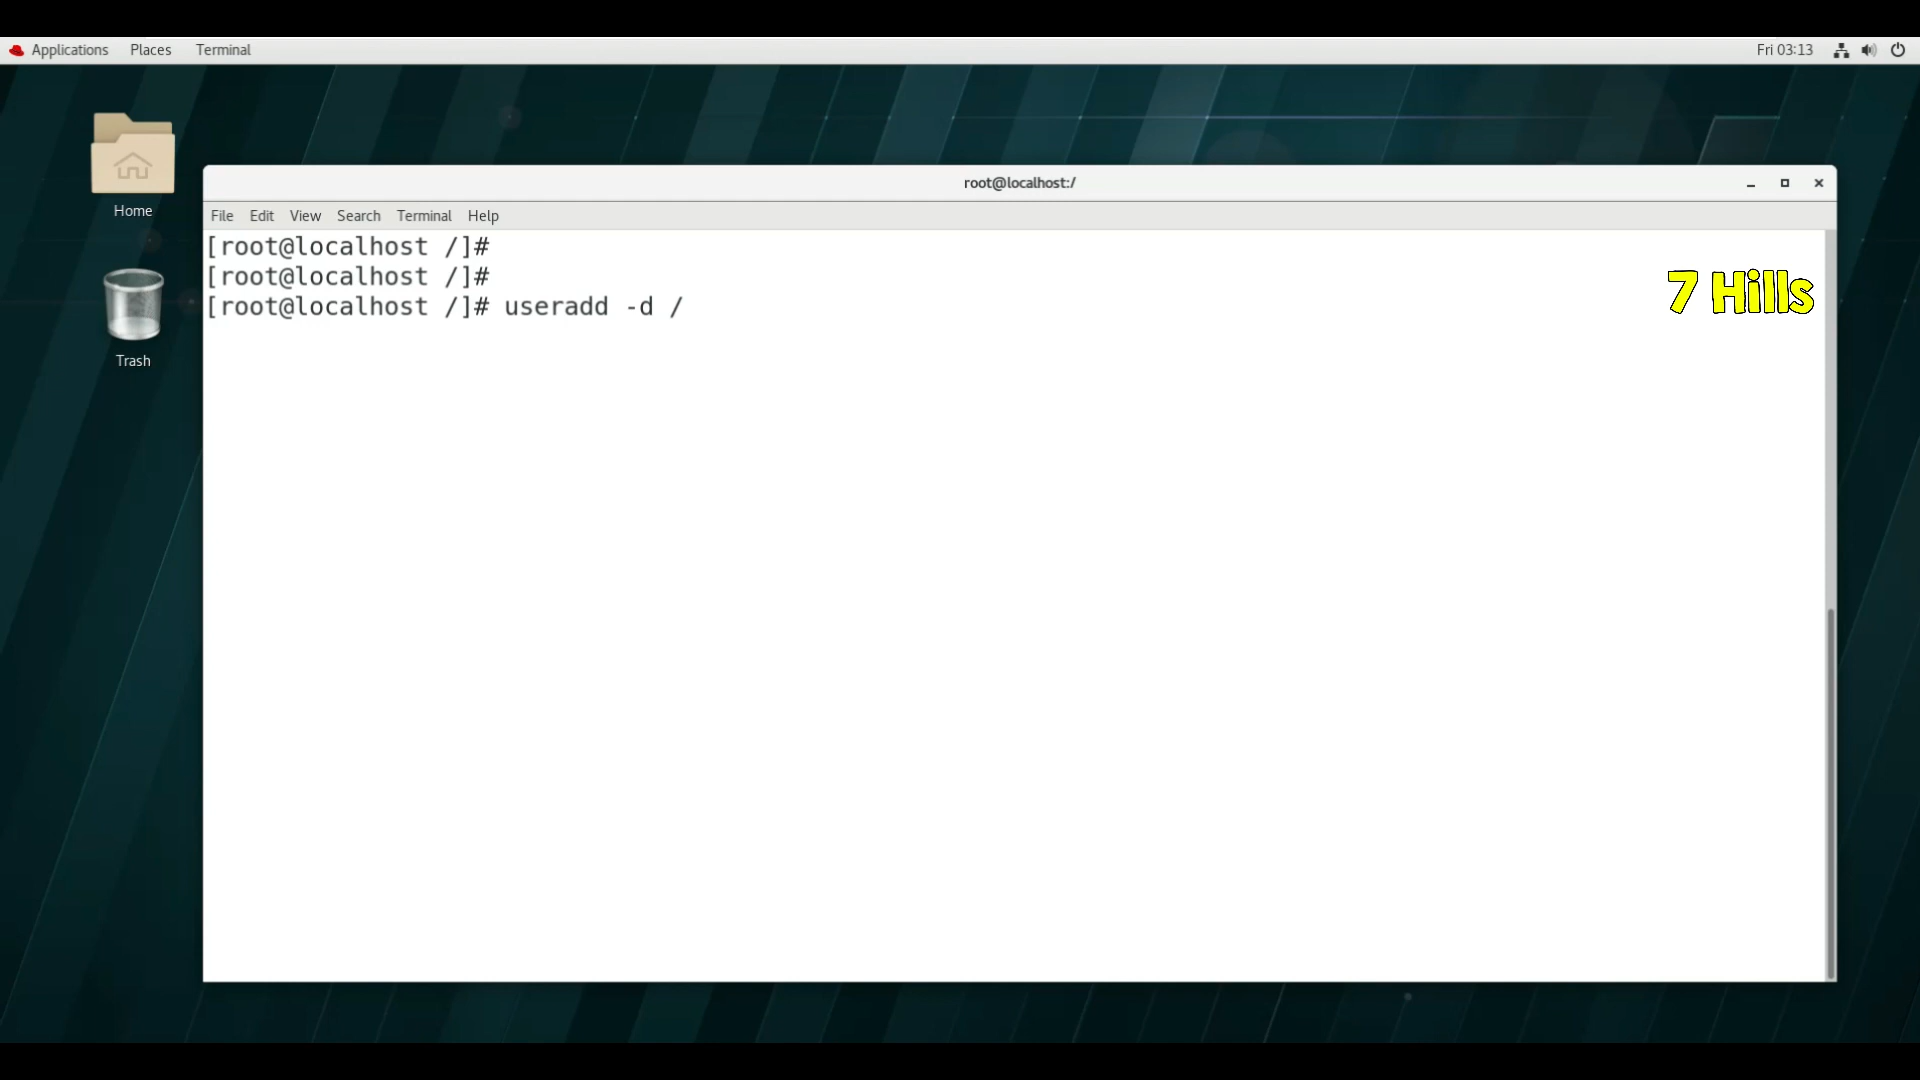 Applications Places Terminal Fri 03:13
Home
Trash
root@localhost:/
File Edit View Search Terminal Help
[root@localhost /]#
[root@localhost /]#
[root@localhost /]# useradd -d /
7 Hills